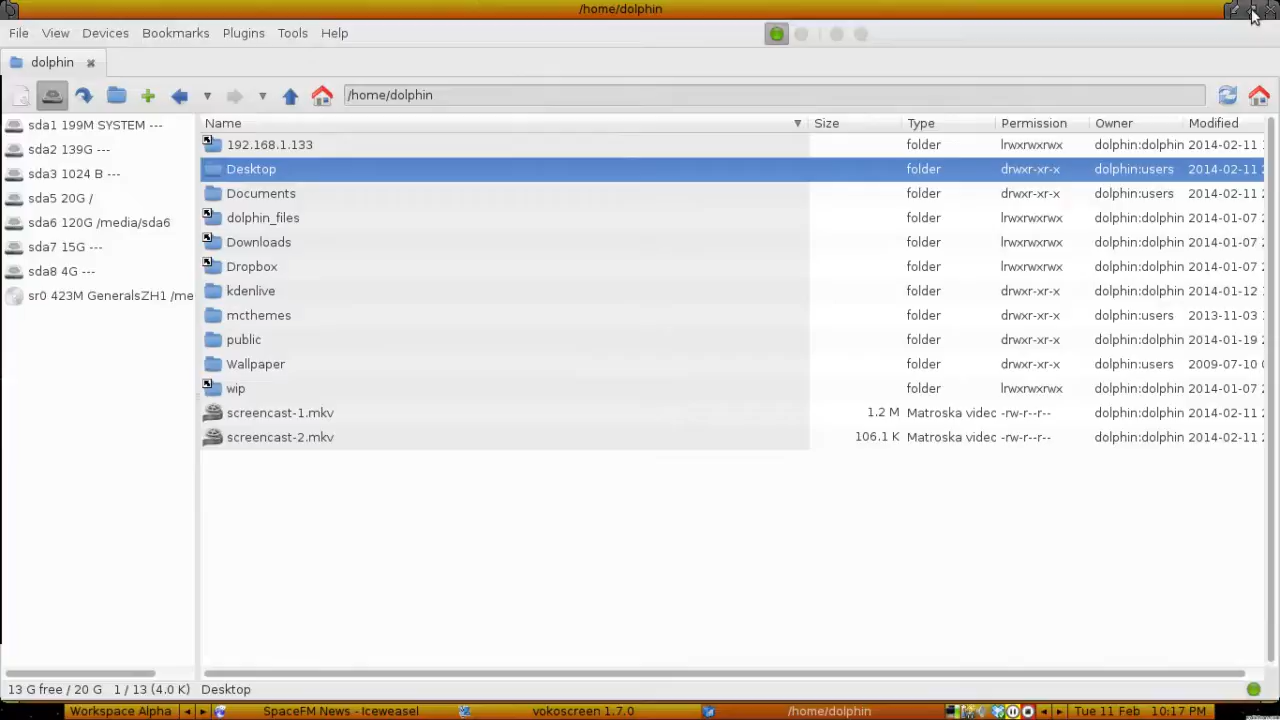 /home/dolphin
File View Devices Bookmarks Plugins Tools Help
dolphin
/home/dolphin
sda1 199M SYSTEM ---
sda2 139G ---
sda3 1024 B ---
sda5 20G /
sda6 120G /media/sda6
sda7 15G ---
sda8 4G ---
sr0 423M GeneralsZH1 /me
Name Size Type Permission Owner Modified
192.168.1.133 folder lrwxrwxrwx dolphin:dolphin 2014-02-11
Desktop folder drwxr-xr-x dolphin:users 2014-02-11
Documents folder drwxr-xr-x dolphin:users 2014-02-11
dolphin_files folder lrwxrwxrwx dolphin:dolphin 2014-01-07
Downloads folder lrwxrwxrwx dolphin:dolphin 2014-01-07
Dropbox folder lrwxrwxrwx dolphin:dolphin 2014-01-07
kdenlive folder drwxr-xr-x dolphin:dolphin 2014-01-12
mcthemes folder drwxr-xr-x dolphin:users 2013-11-03
public folder drwxr-xr-x dolphin:dolphin 2014-01-19
Wallpaper folder drwxr-xr-x dolphin:users 2009-07-10
wip folder lrwxrwxrwx dolphin:dolphin 2014-01-07
screencast-1.mkv 1.2 M Matroska videc -rw-r--r-- dolphin:dolphin 2014-02-11
screencast-2.mkv 106.1 K Matroska videc -rw-r--r-- dolphin:dolphin 2014-02-11
13 G free / 20 G 1 / 13 (4.0 K) Desktop
Workspace Alpha SpaceFM News - Iceweasel vokoscreen 1.7.0 /home/dolphin Tue 11 Feb 10:17 PM